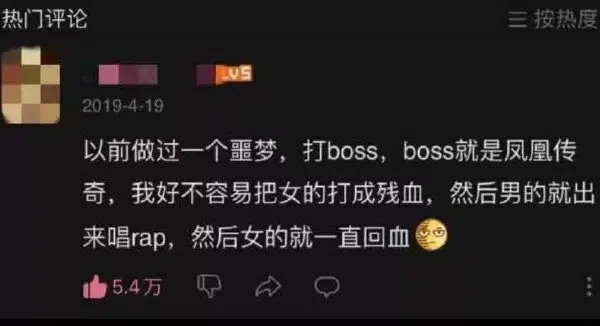 热门评论
按热度
LV5
2019-4-19
以前做过一个噩梦，打boss，boss就是凤凰传
奇，我好不容易把女的打成残血，然后男的就出
来唱rap，然后女的就一直回血
5.4万